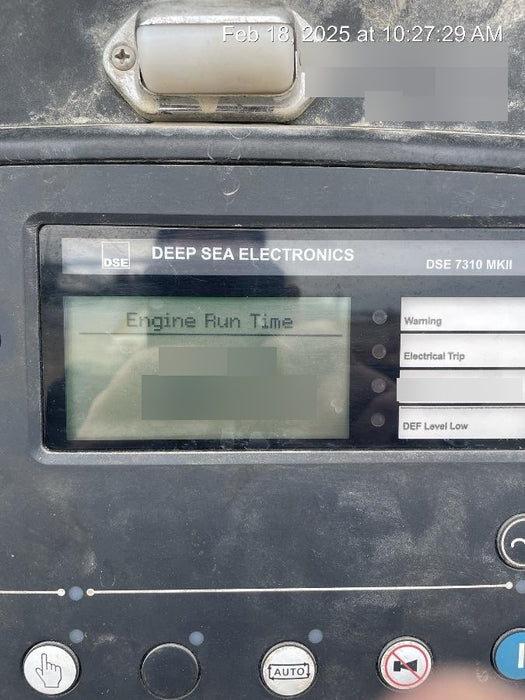 Feb 18, 2025 at 10:27:29 AM
DSE
DEEP SEA ELECTRONICS
DSE 7310 MKII
Engine Run Time
Warning
Electrical Trip
DEF Level Low
AUTO